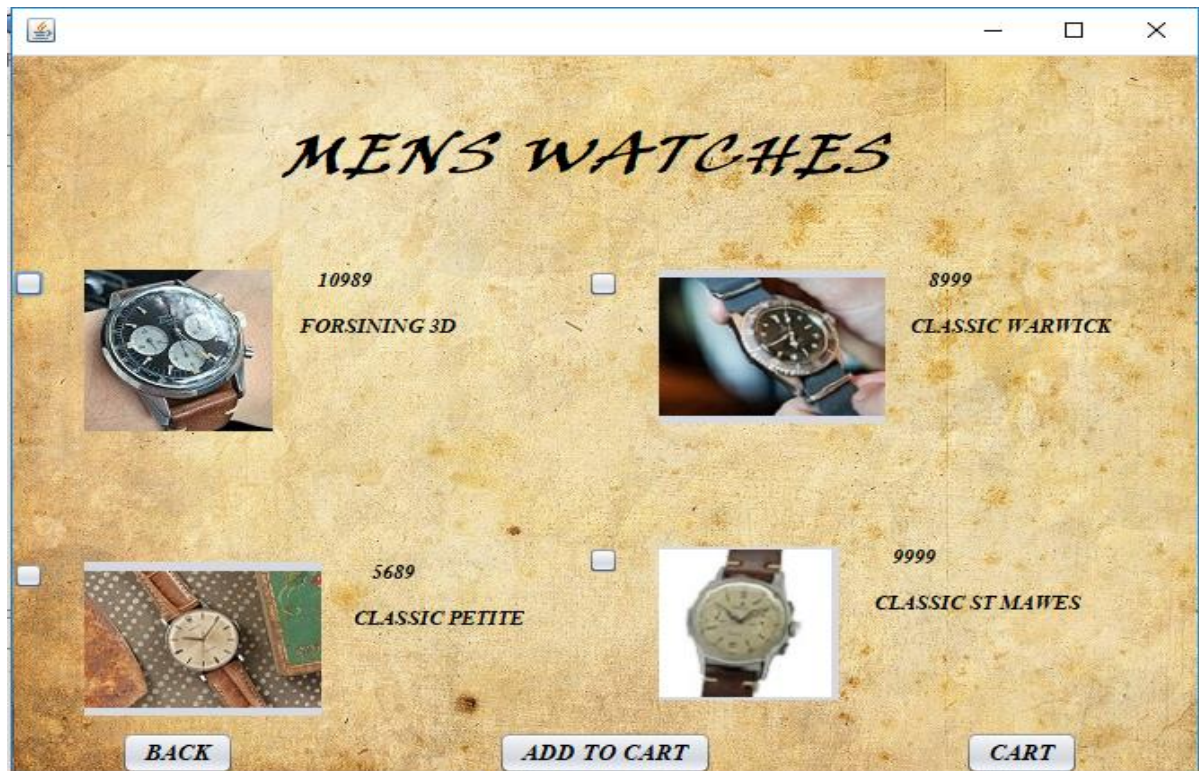 MENS WATCHES
10989
FORSINING 3D
8999
CLASSIC WARWICK
5689
CLASSIC PETITE
9999
CLASSIC ST MAWES
BACK
ADD TO CART
CART